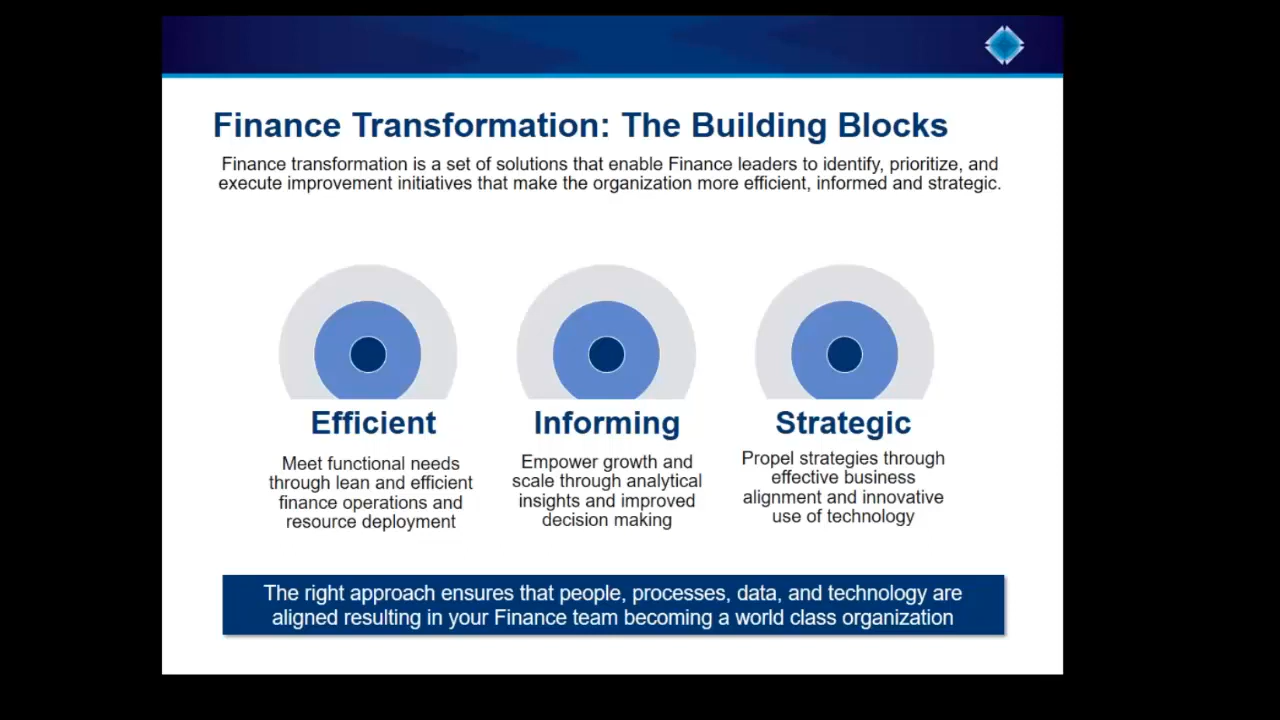 Finance Transformation: The Building Blocks
Finance transformation is a set of solutions that enable Finance leaders to identify, prioritize, and
execute improvement initiatives that make the organization more efficient, informed and strategic.
Efficient
Meet functional needs
through lean and efficient
finance operations and
resource deployment
Informing
Empower growth and
scale through analytical
insights and improved
decision making
Strategic
Propel strategies through
effective business
alignment and innovative
use of technology
The right approach ensures that people, processes, data, and technology are
aligned resulting in your Finance team becoming a world class organization